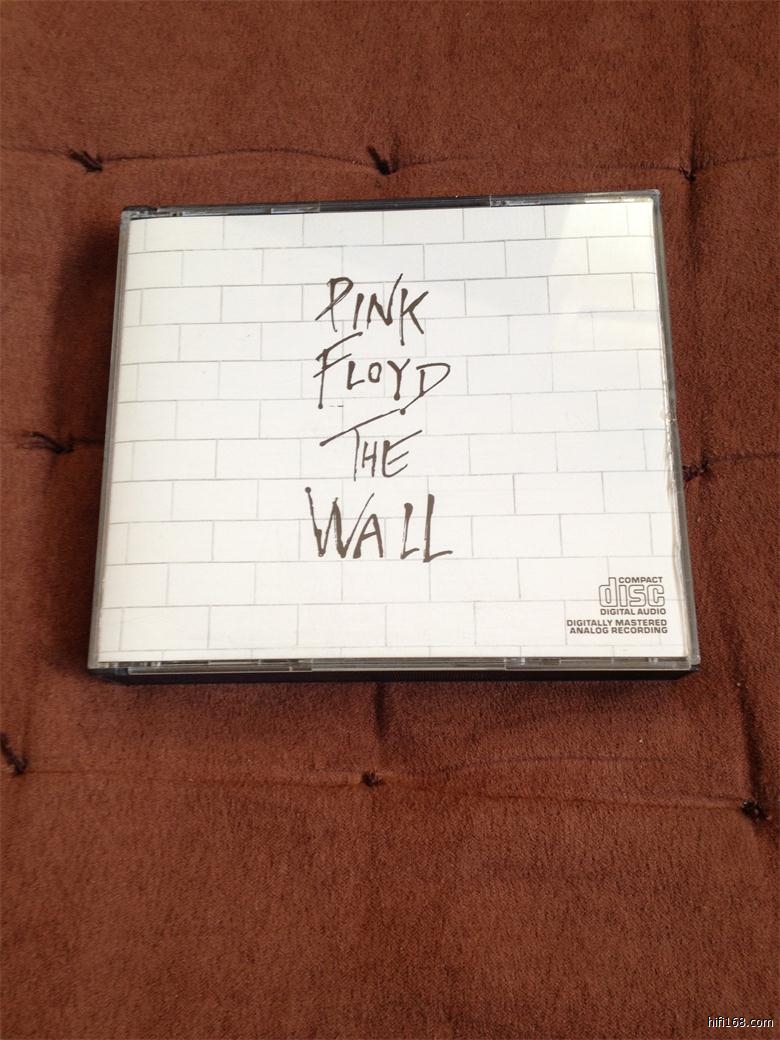 PINK
FLOYD
THE
WALL
COMPACT
disc
DIGITAL AUDIO
DIGITALLY MASTERED
ANALOG RECORDING
hifi168.com